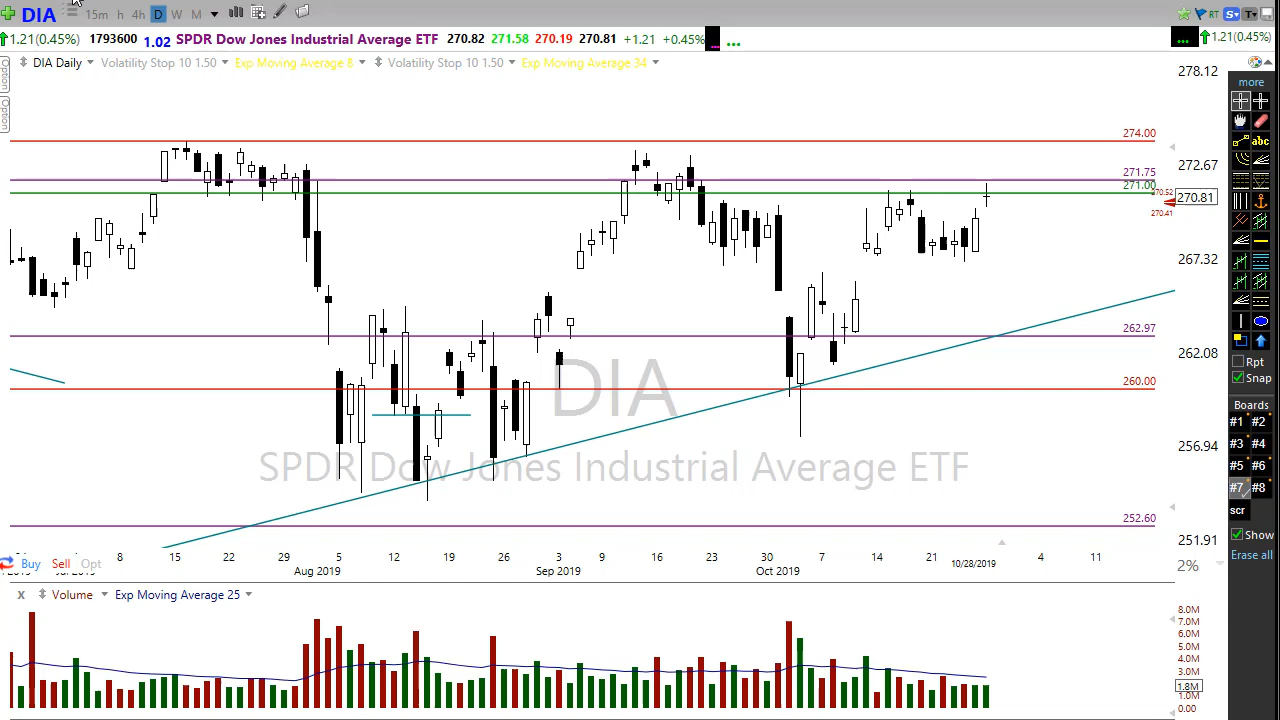 DIA 15m h 4h D W M RT S T
1.21(0.45%) 1793600 1.02 SPDR Dow Jones Industrial Average ETF 270.82 271.58 270.19 270.81 +1.21 +0.45% ... ... 1.21(0.45%)
Option
Option
DIA Daily Volatility Stop 10 1.50 Exp Moving Average 8 Volatility Stop 10 1.50 Exp Moving Average 34
more
abc
278.12
274.00
272.67
271.75
271.00
270.52
270.81
270.41
267.32
262.97
262.08
260.00
256.94
252.60
251.91
2%
DIA
SPDR Dow Jones Industrial Average ETF
Rpt
Snap
Boards
#1 #2
#3 #4
#5 #6
#7 #8
scr
Show
Erase all
8 15 22 29 5 12 19 26 3 9 16 23 30 7 14 21 4 11
Buy Sell Opt
Aug 2019 Sep 2019 Oct 2019 10/28/2019
x Volume Exp Moving Average 25
8.0M
7.0M
6.0M
5.0M
4.0M
3.0M
1.8M
1.0M
0.00